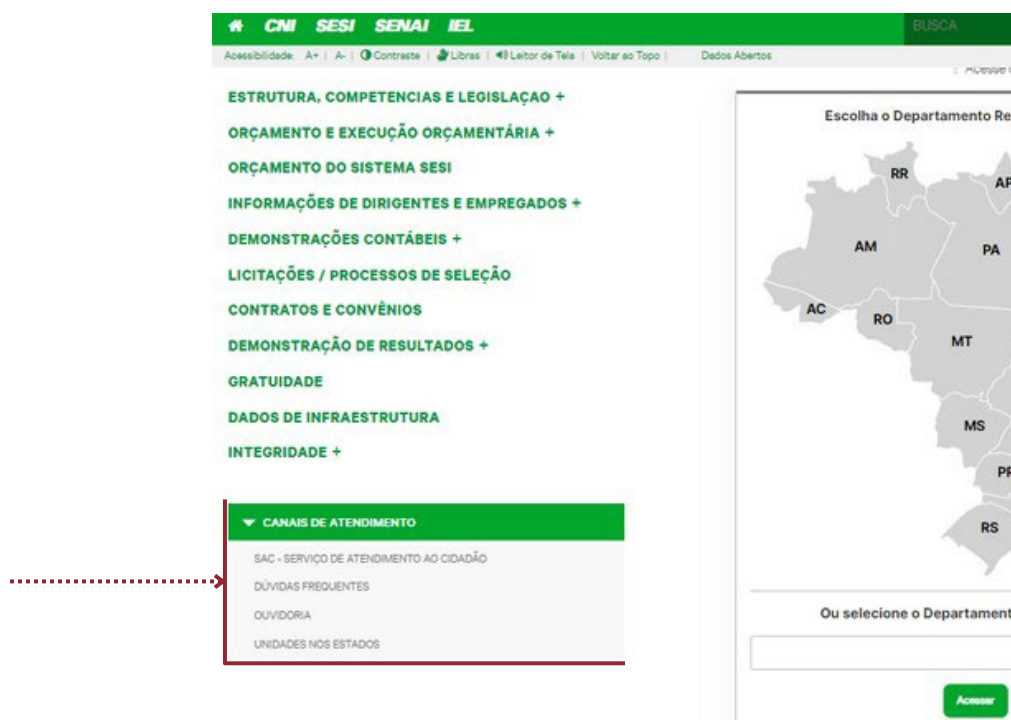 CNI SESI SENAI IEL
BUSCA
Acessibilidade: A+ | A- | Contraste | Libras | Leitor de Tela | Voltar ao Topo | Dados Abertos
ESTRUTURA, COMPETENCIAS E LEGISLAÇAO +
ORÇAMENTO E EXECUÇÃO ORÇAMENTÁRIA +
ORÇAMENTO DO SISTEMA SESI
INFORMAÇÕES DE DIRIGENTES E EMPREGADOS +
DEMONSTRAÇÕES CONTÁBEIS +
LICITAÇÕES / PROCESSOS DE SELEÇÃO
CONTRATOS E CONVÊNIOS
DEMONSTRAÇÃO DE RESULTADOS +
GRATUIDADE
DADOS DE INFRAESTRUTURA
INTEGRIDADE +
CANAIS DE ATENDIMENTO
SAC - SERVIÇO DE ATENDIMENTO AO CIDADÃO
DÚVIDAS FREQUENTES
OUVIDORIA
UNIDADES NOS ESTADOS
Escolha o Departamento Re
RR
AP
AM
PA
AC
RO
MT
MS
PR
RS
Ou selecione o Departament
Acessar